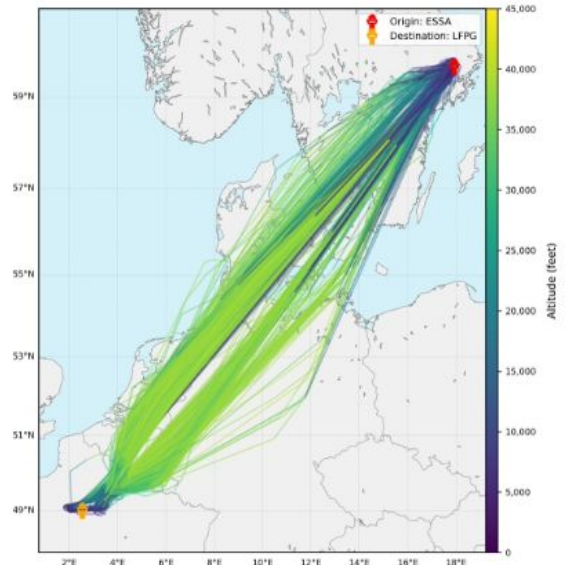 Origin: ESSA
Destination: LFPG
45,000
40,000
35,000
30,000
25,000
20,000
15,000
10,000
5,000
0
Altitude (feet)
59°N
57°N
55°N
53°N
51°N
49°N
2°E
4°E
6°E
8°E
10°E
12°E
14°E
16°E
18°E